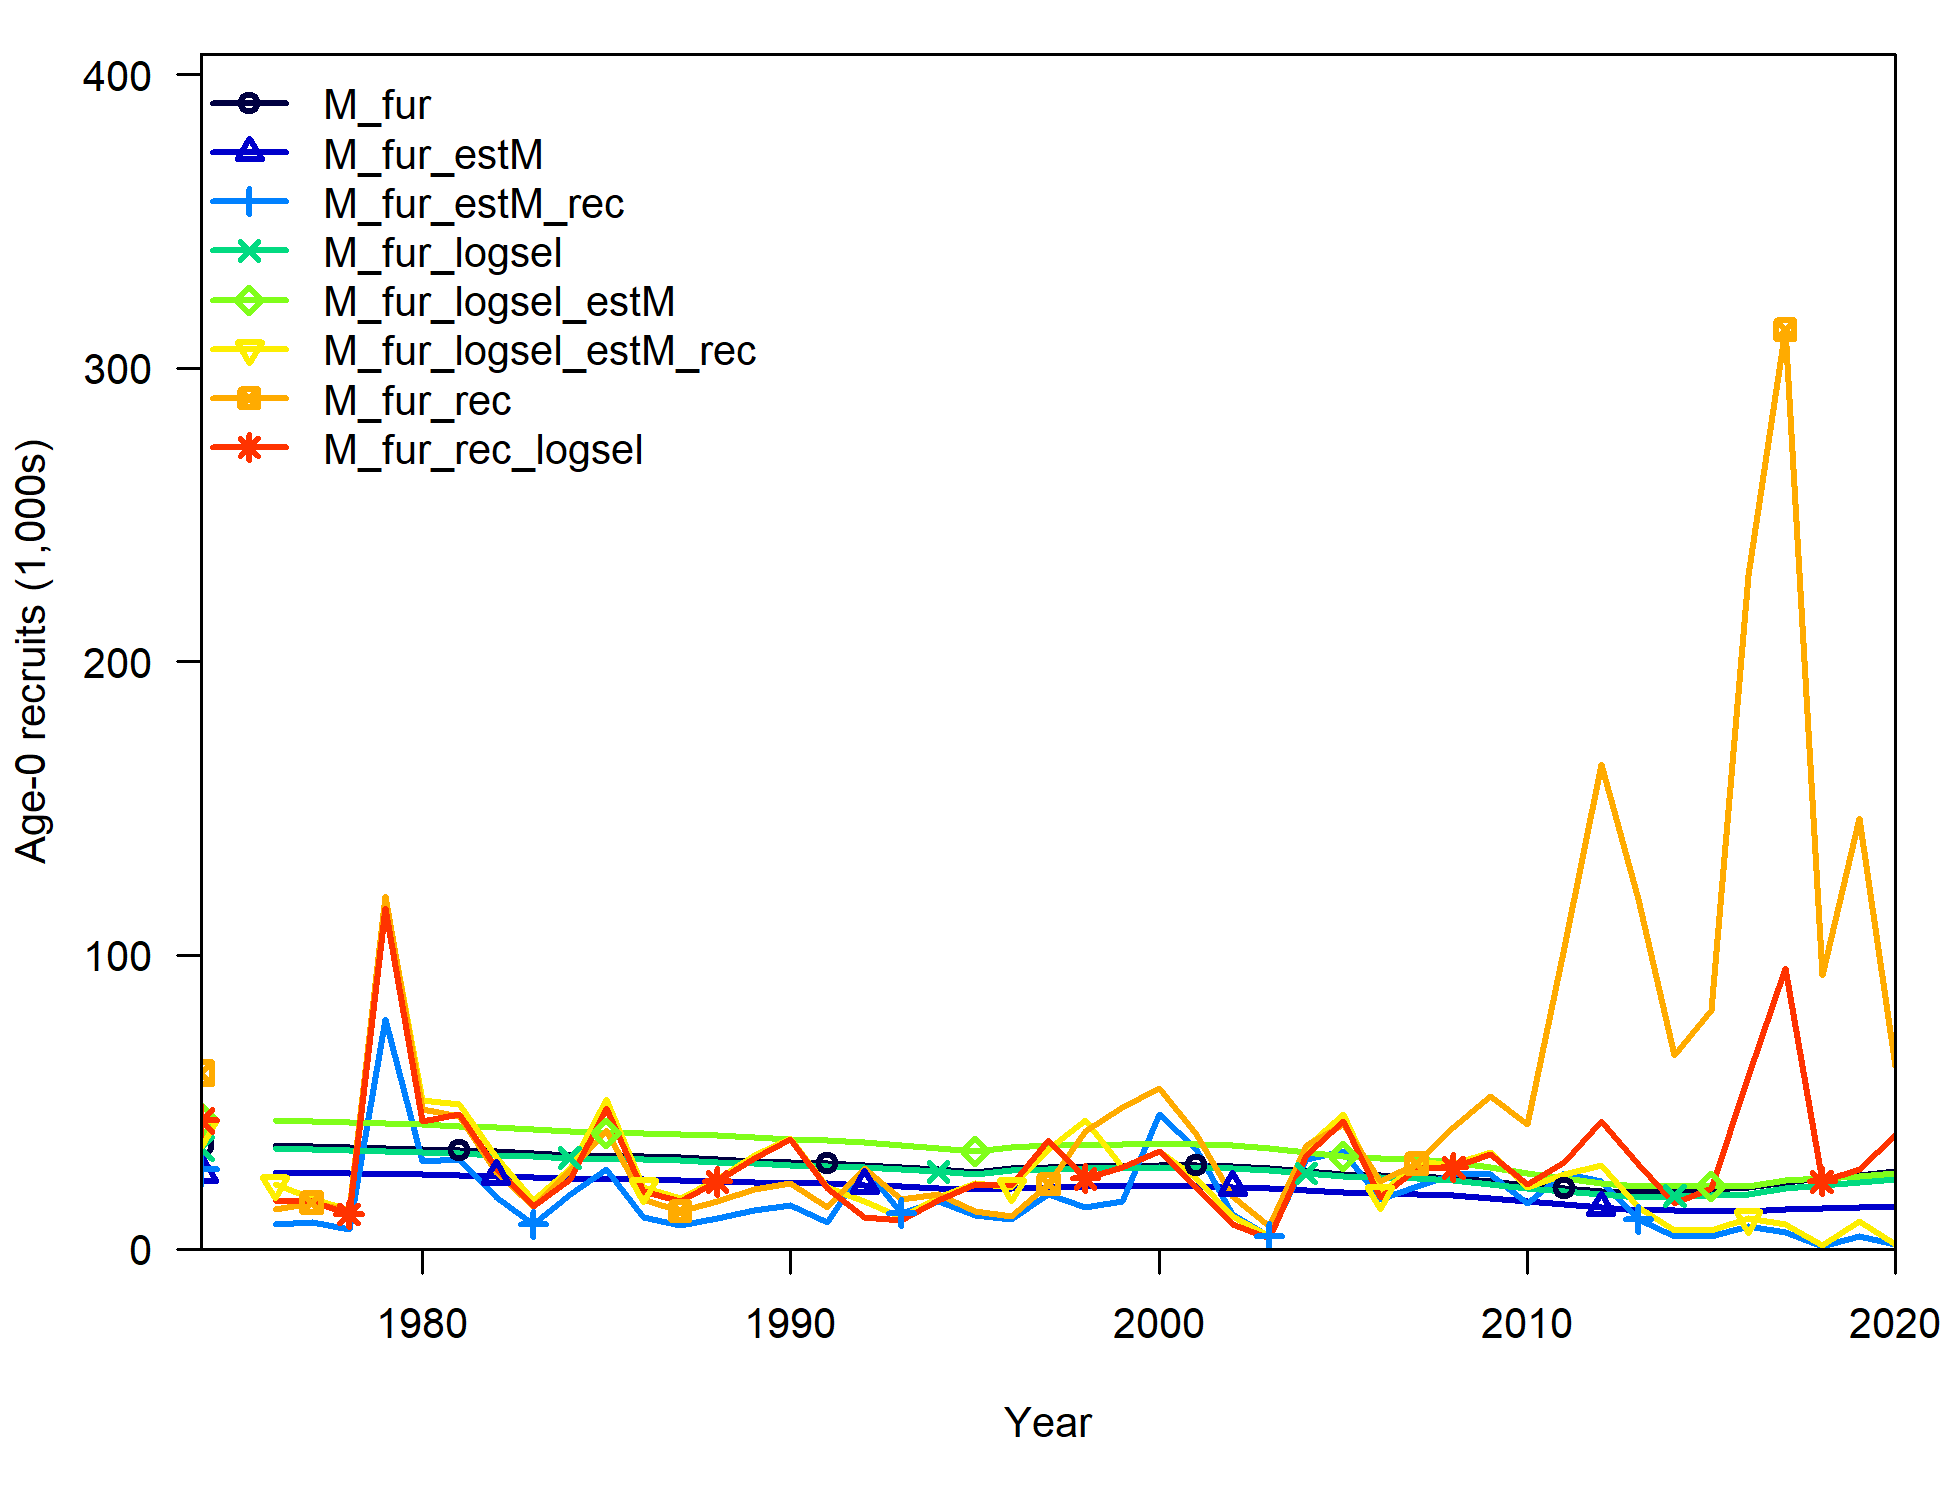 400
300
200
100
0
Age-0 recruits (1,000s)
M_fur
M_fur_estM
M_fur_estM_rec
M_fur_logsel
M_fur_logsel_estM
M_fur_logsel_estM_rec
M_fur_rec
M_fur_rec_logsel
1980 1990 2000 2010 2020
Year